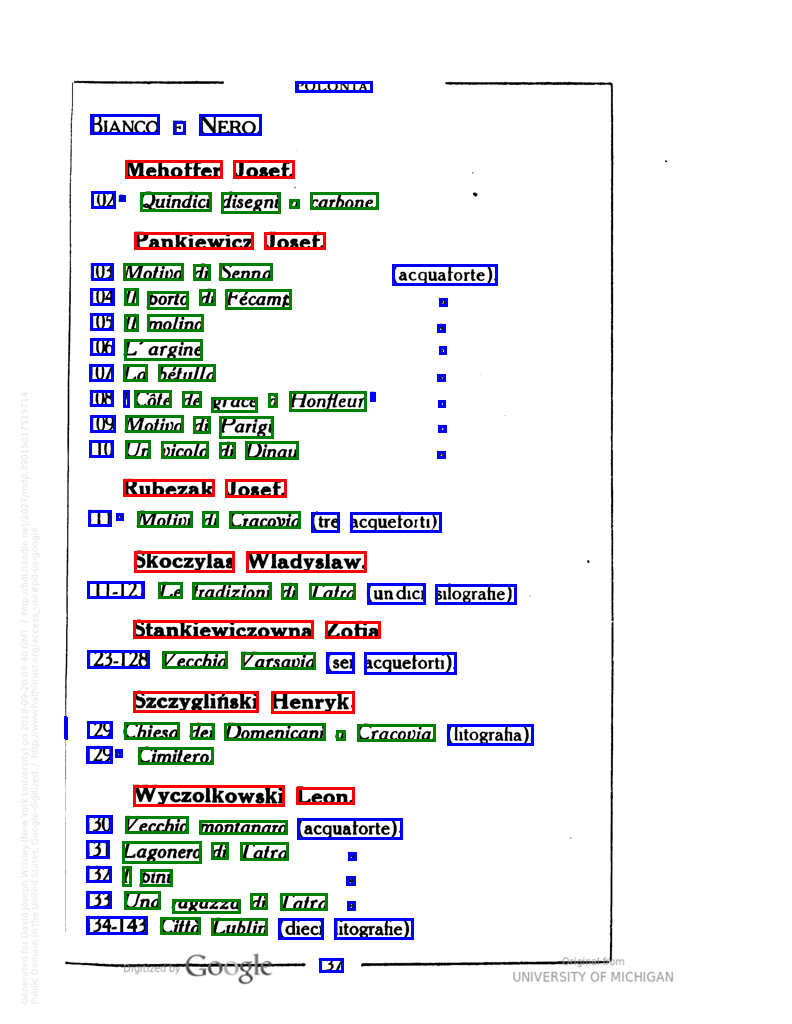 POLONIA
BIANCO E NERO.
Mehoffer Josef.
102 * Quindici disegni a carbone.
Pankiewicz Josef.
103 Motivo di Senna (acquaforte).
104 Il porto di Fécamp »
105 Il molino »
106 L' argine »
107 La bétulla »
108 " Côte de grace à Honfleur " »
109 Motivo di Parigi »
110 Un vicolo di Dinau »
Rubezak Josef.
111 * Motivi di Cracovia (tre acqueforti)
Skoczylas Wladyslaw.
111-12. Le tradizioni di Tatra (undici silografie)
Stankiewiczowna Zofia
123-128 Vecchia Varsavia (sei acqueforti).
Szczygliński Henryk.
129 Chiesa dei Domenicani a Cracovia (litografia)
129 * Cimitero
Wyczolkowski Leon.
130 Vecchio montanaro (acquaforte).
131 Lagonero di Tatra »
132 I pini »
133 Una ragazza di Tatra »
134-143 Città Lublin (dieci litografie)
37
Digitized by Google
Original from
UNIVERSITY OF MICHIGAN
Generated for David Joseph Wrisley (New York University) on 2018-09-20 09:40 GMT / http://hdl.handle.net/2027/mdp.39015017519714
Public Domain in the United States, Google-digitized / http://www.hathitrust.org/access_use#pd-us-google